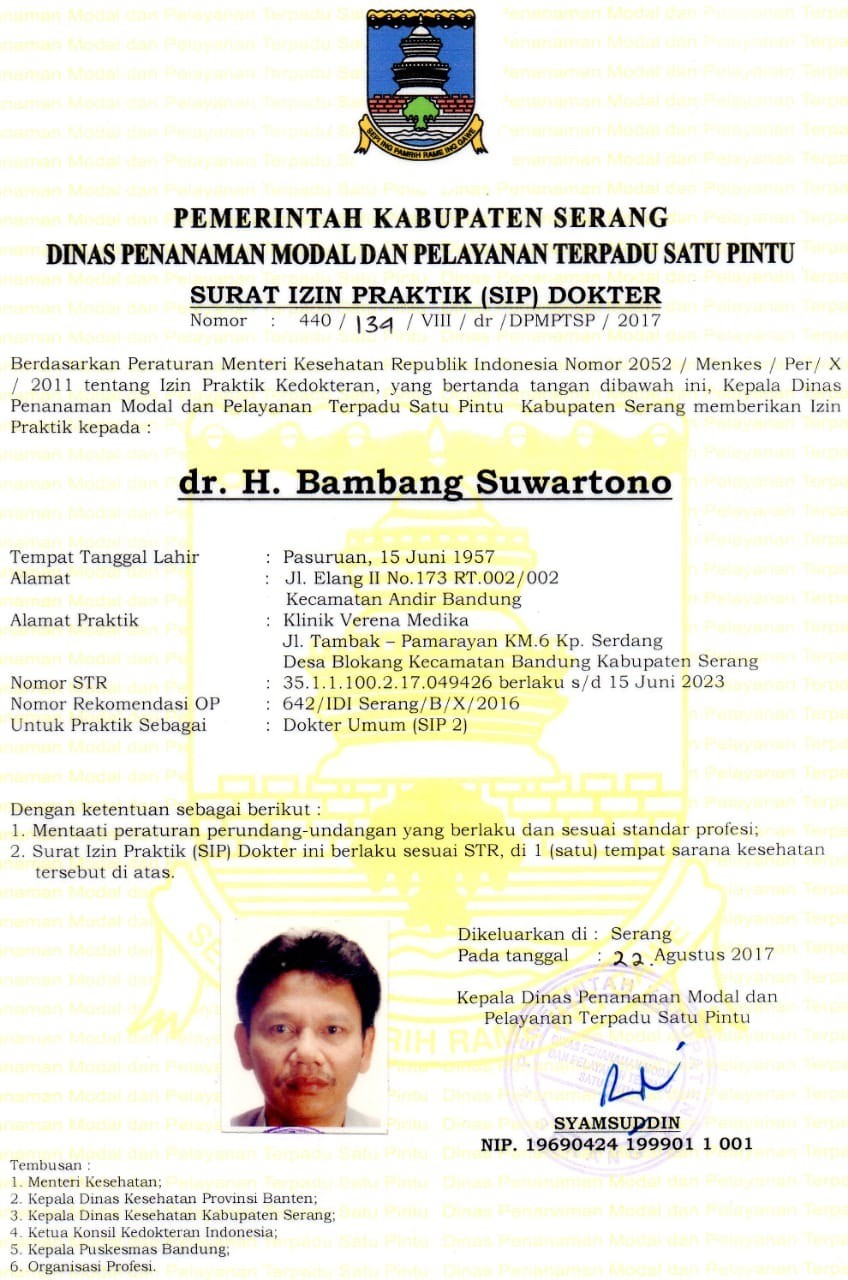 SEPI ING PAMRIH RAME ING GAWE
PEMERINTAH KABUPATEN SERANG
DINAS PENANAMAN MODAL DAN PELAYANAN TERPADU SATU PINTU
SURAT IZIN PRAKTIK (SIP) DOKTER
Nomor : 440 / 134 / VIII / dr /DPMPTSP / 2017
Berdasarkan Peraturan Menteri Kesehatan Republik Indonesia Nomor 2052 / Menkes / Per/ X
/ 2011 tentang Izin Praktik Kedokteran, yang bertanda tangan dibawah ini, Kepala Dinas
Penanaman Modal dan Pelayanan Terpadu Satu Pintu Kabupaten Serang memberikan Izin
Praktik kepada :
dr. H. Bambang Suwartono
Tempat Tanggal Lahir : Pasuruan, 15 Juni 1957
Alamat : Jl. Elang II No.173 RT.002/002
Kecamatan Andir Bandung
Alamat Praktik : Klinik Verena Medika
Jl. Tambak – Pamarayan KM.6 Kp. Serdang
Desa Blokang Kecamatan Bandung Kabupaten Serang
Nomor STR : 35.1.1.100.2.17.049426 berlaku s/d 15 Juni 2023
Nomor Rekomendasi OP : 642/IDI Serang/B/X/2016
Untuk Praktik Sebagai : Dokter Umum (SIP 2)
Dengan ketentuan sebagai berikut :
1. Mentaati peraturan perundang-undangan yang berlaku dan sesuai standar profesi;
2. Surat Izin Praktik (SIP) Dokter ini berlaku sesuai STR, di 1 (satu) tempat sarana kesehatan
tersebut di atas.
Dikeluarkan di : Serang
Pada tanggal : 22 Agustus 2017
Kepala Dinas Penanaman Modal dan
Pelayanan Terpadu Satu Pintu
SYAMSUDDIN
NIP. 19690424 199901 1 001
Tembusan :
1. Menteri Kesehatan;
2. Kepala Dinas Kesehatan Provinsi Banten;
3. Kepala Dinas Kesehatan Kabupaten Serang;
4. Ketua Konsil Kedokteran Indonesia;
5. Kepala Puskesmas Bandung;
6. Organisasi Profesi.